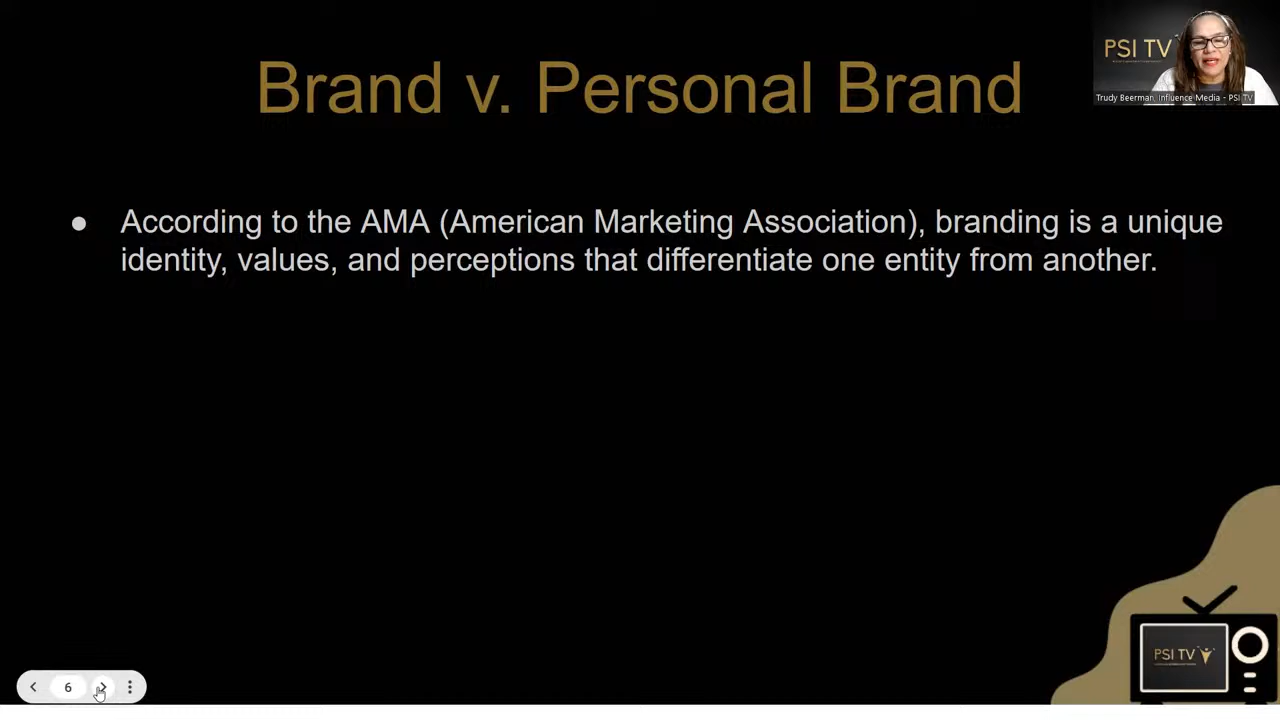 Brand v. Personal Brand
PSI TV
Trudy Beerman, Influence Media - PSI TV
● According to the AMA (American Marketing Association), branding is a unique
identity, values, and perceptions that differentiate one entity from another.
PSI TV
6